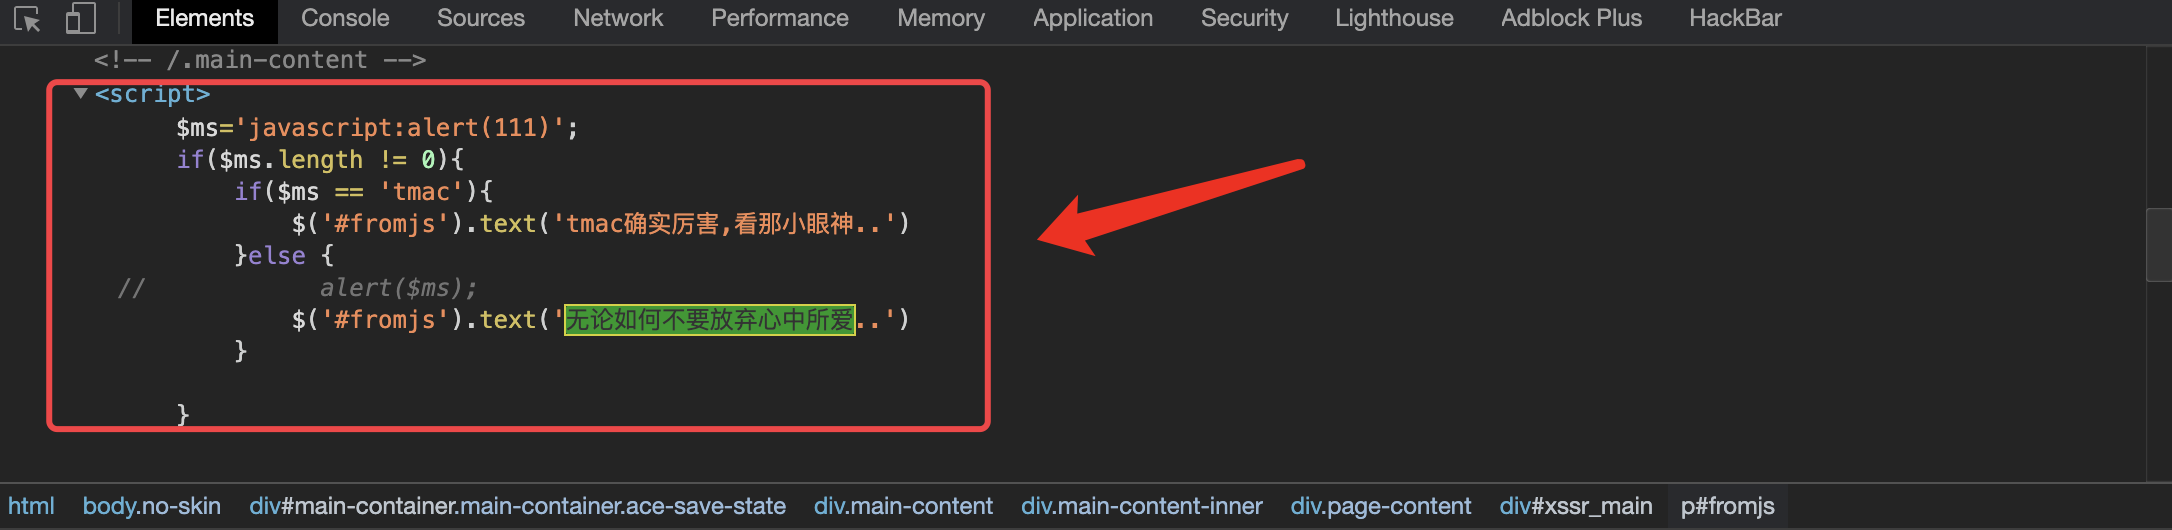 Elements Console Sources Network Performance Memory Application Security Lighthouse Adblock Plus HackBar
<!-- /.main-content -->
<script>
$ms='javascript:alert(111)';
if($ms.length != 0){
if($ms == 'tmac'){
$('#fromjs').text('tmac确实厉害,看那小眼神..')
}else {
// alert($ms);
$('#fromjs').text('无论如何不要放弃心中所爱..')
}
}
html body.no-skin div#main-container.main-container.ace-save-state div.main-content div.main-content-inner div.page-content div#xssr_main p#fromjs